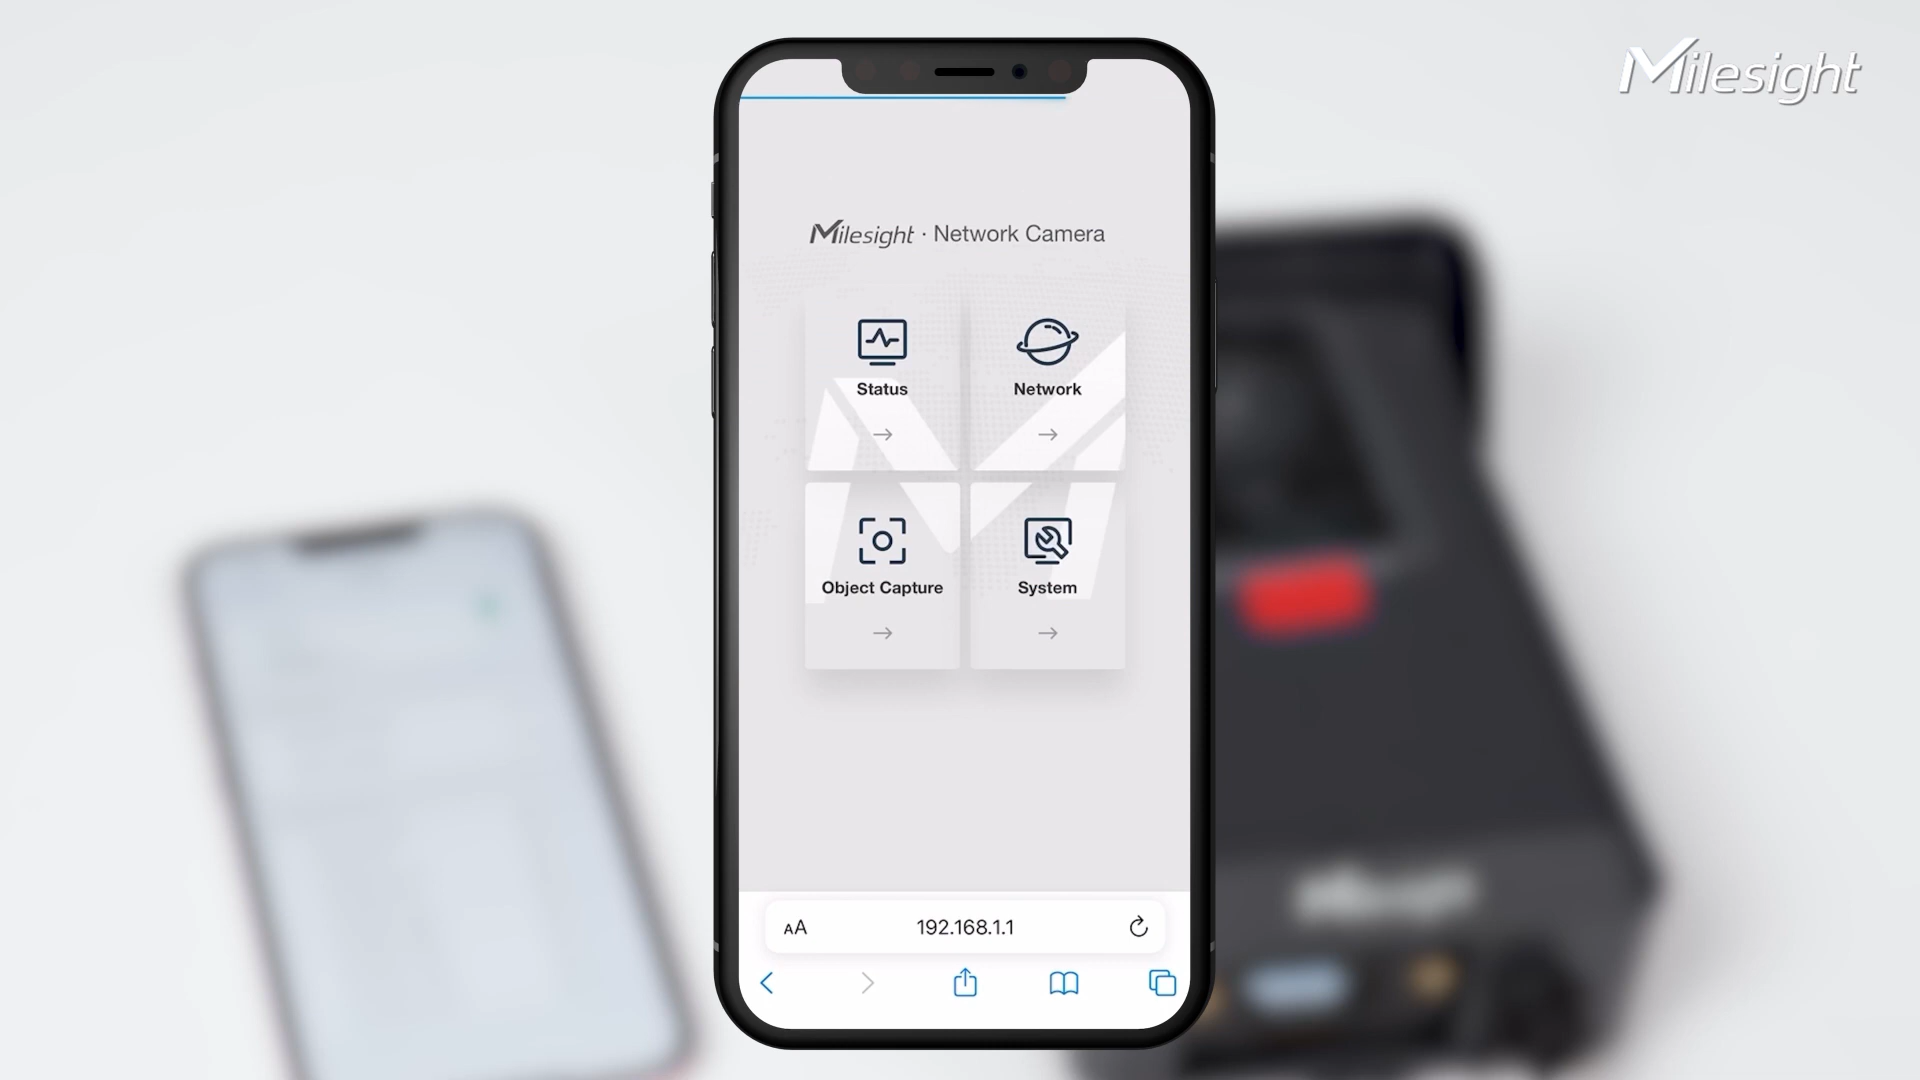 Milesight
Milesight · Network Camera
Status
Network
Object Capture
System
AA
192.168.1.1